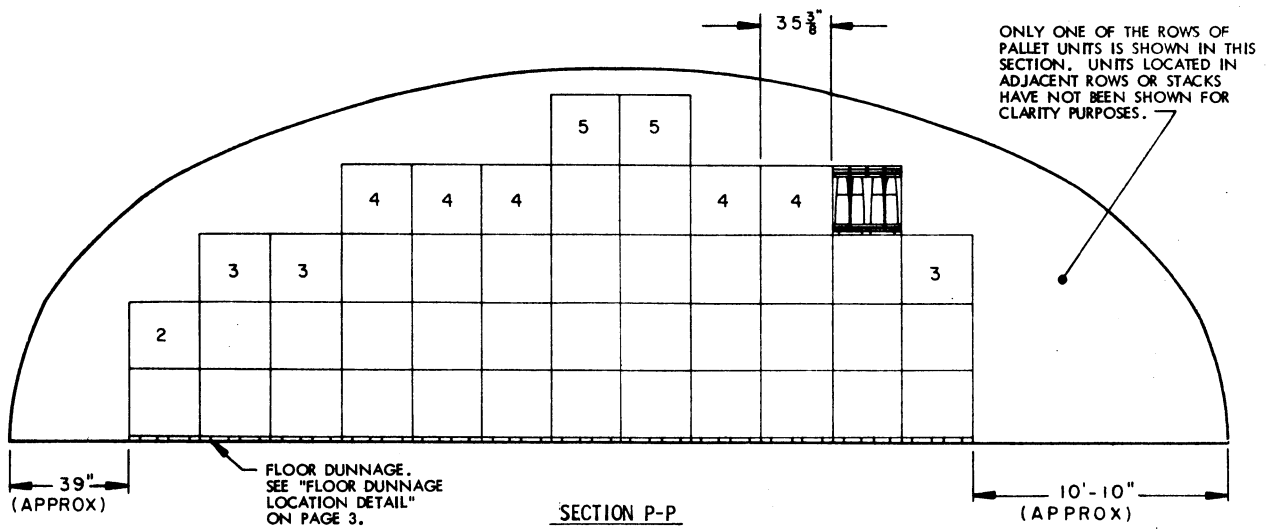 35 3/8"
ONLY ONE OF THE ROWS OF
PALLET UNITS IS SHOWN IN THIS
SECTION. UNITS LOCATED IN
ADJACENT ROWS OR STACKS
HAVE NOT BEEN SHOWN FOR
CLARITY PURPOSES.
5 5
4 4 4 4 4
3 3 3
2
39"
(APPROX)
FLOOR DUNNAGE.
SEE "FLOOR DUNNAGE
LOCATION DETAIL"
ON PAGE 3.
SECTION P-P
10'-10"
(APPROX)